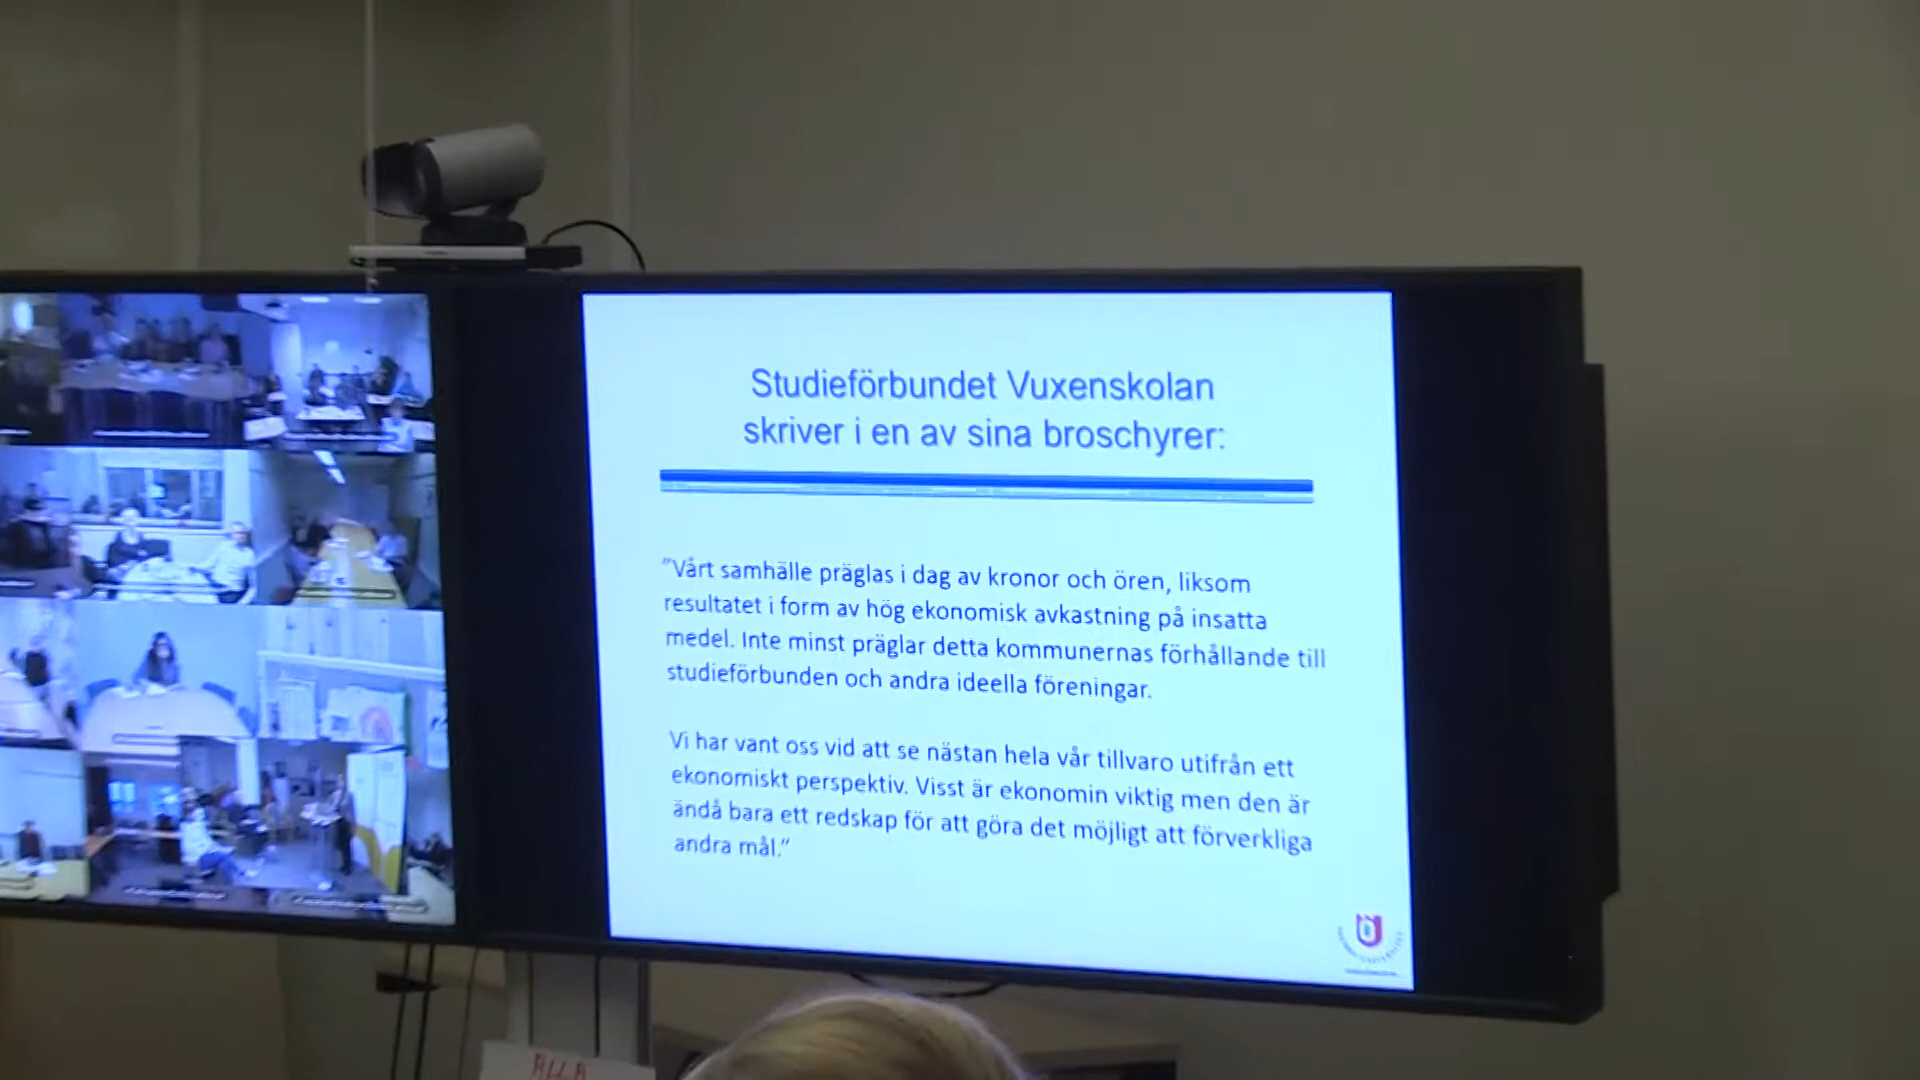 Studieförbundet Vuxenskolan
skriver i en av sina broschyrer:
”Vårt samhälle präglas i dag av kronor och ören, liksom
resultatet i form av hög ekonomisk avkastning på insatta
medel. Inte minst präglar detta kommunernas förhållande till
studieförbunden och andra ideella föreningar.
Vi har vant oss vid att se nästan hela vår tillvaro utifrån ett
ekonomiskt perspektiv. Visst är ekonomin viktig men den är
ändå bara ett redskap för att göra det möjligt att förverkliga
andra mål.”
ALLA